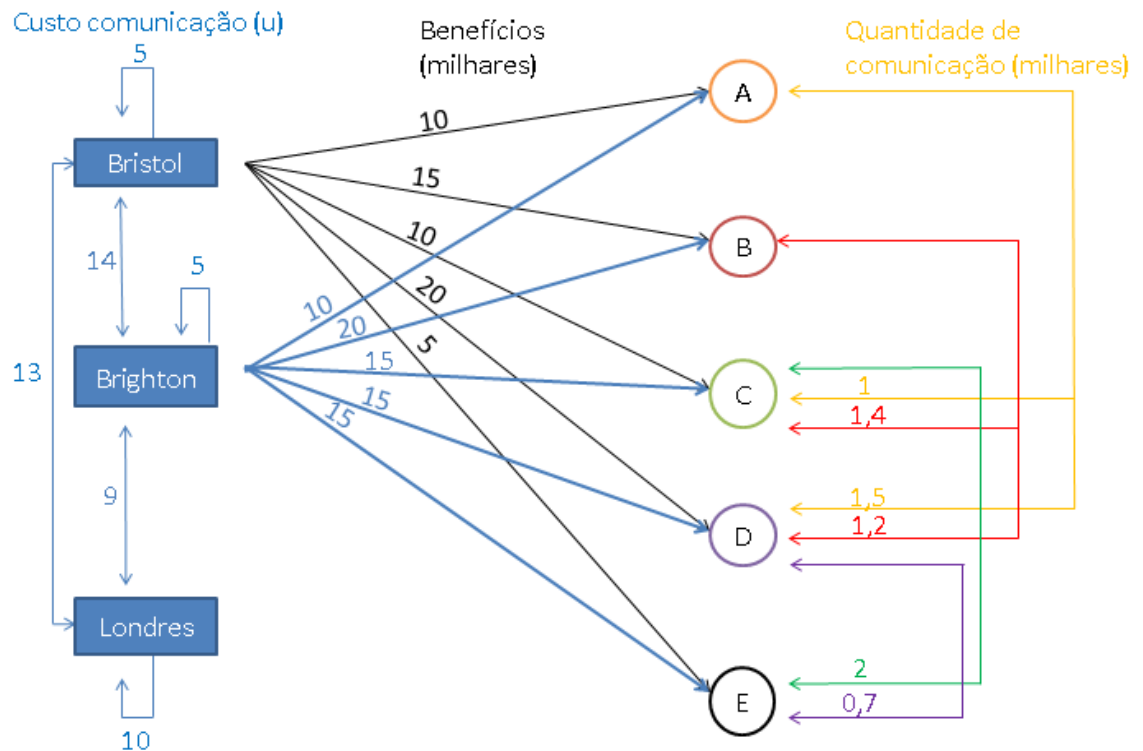 Custo comunicação (u)
Benefícios
(milhares)
Quantidade de
comunicação (milhares)
5
A
10
Bristol
15
B
10
14
5
20
10
20
5
13
Brighton
15
C
1
1,4
15
15
9
1,5
D
1,2
Londres
2
E
0,7
10